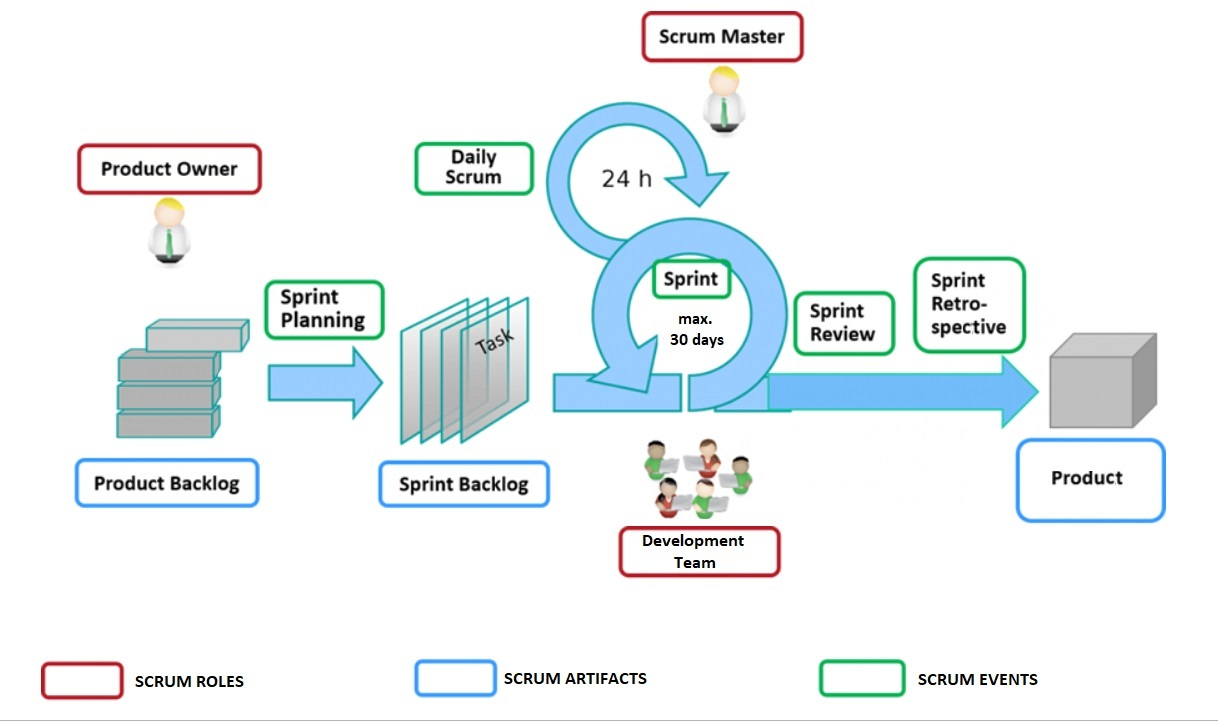 Scrum Master
Product Owner
Daily
Scrum
24 h
Sprint
Planning
Sprint
max.
30 days
Sprint
Review
Sprint
Retro-
spective
Task
Product Backlog
Sprint Backlog
Product
Development
Team
SCRUM ROLES
SCRUM ARTIFACTS
SCRUM EVENTS